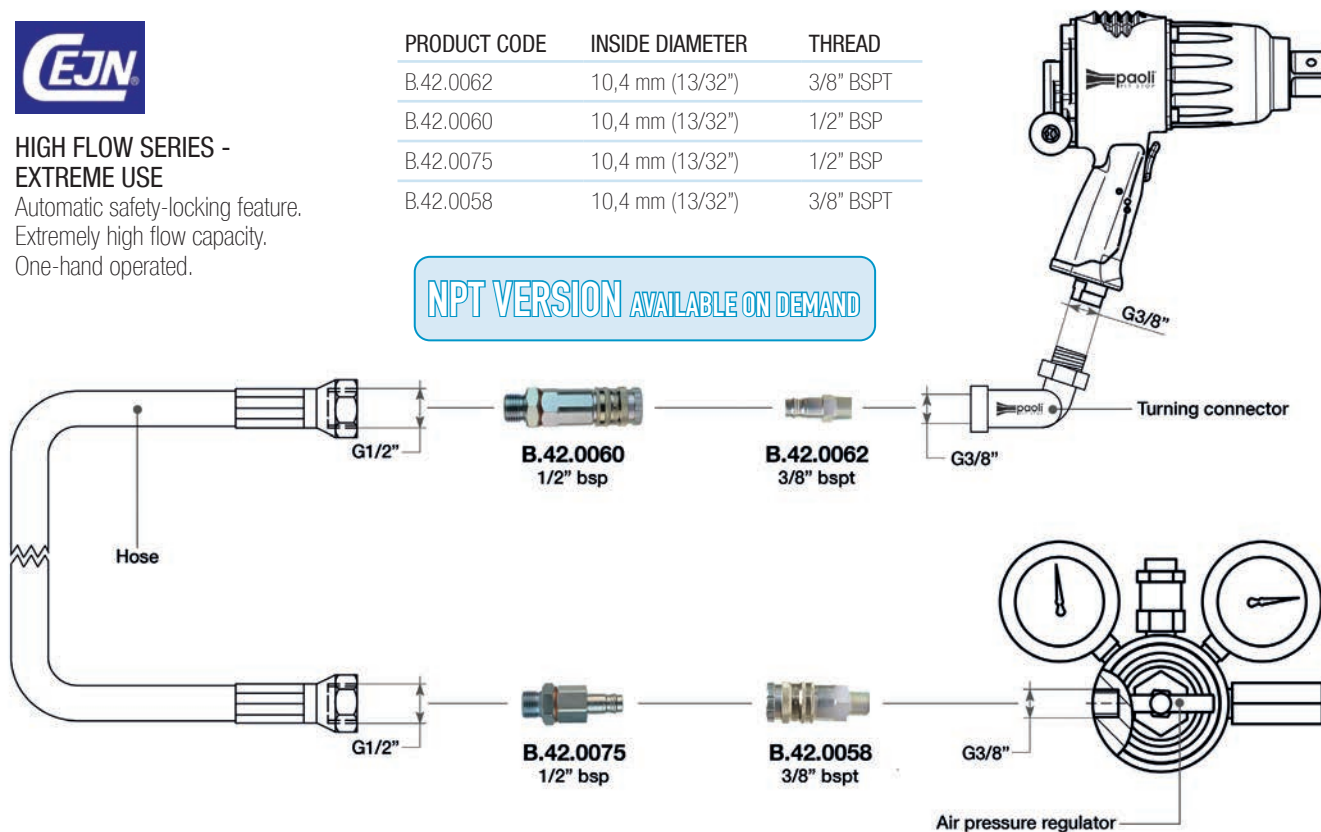 CEJN®
HIGH FLOW SERIES -
EXTREME USE
Automatic safety-locking feature.
Extremely high flow capacity.
One-hand operated.
PRODUCT CODE INSIDE DIAMETER THREAD
B.42.0062 10,4 mm (13/32”) 3/8” BSPT
B.42.0060 10,4 mm (13/32”) 1/2” BSP
B.42.0075 10,4 mm (13/32”) 1/2” BSP
B.42.0058 10,4 mm (13/32”) 3/8” BSPT
NPT VERSION AVAILABLE ON DEMAND
paoli
PIT STOP
G3/8”
paoli
Turning connector
G1/2”
B.42.0060
1/2” bsp
B.42.0062
3/8” bspt
G3/8”
Hose
G1/2”
B.42.0075
1/2” bsp
B.42.0058
3/8” bspt
G3/8”
Air pressure regulator